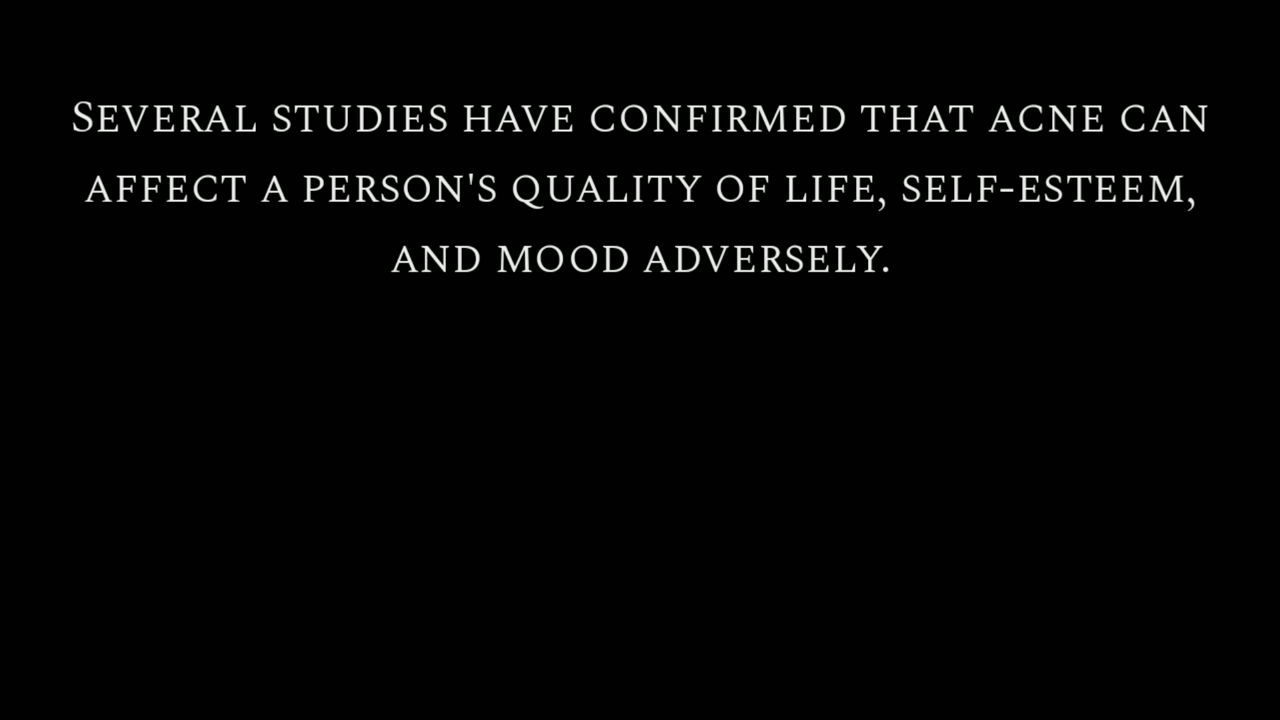 Several studies have confirmed that acne can
affect a person's quality of life, self-esteem,
and mood adversely.